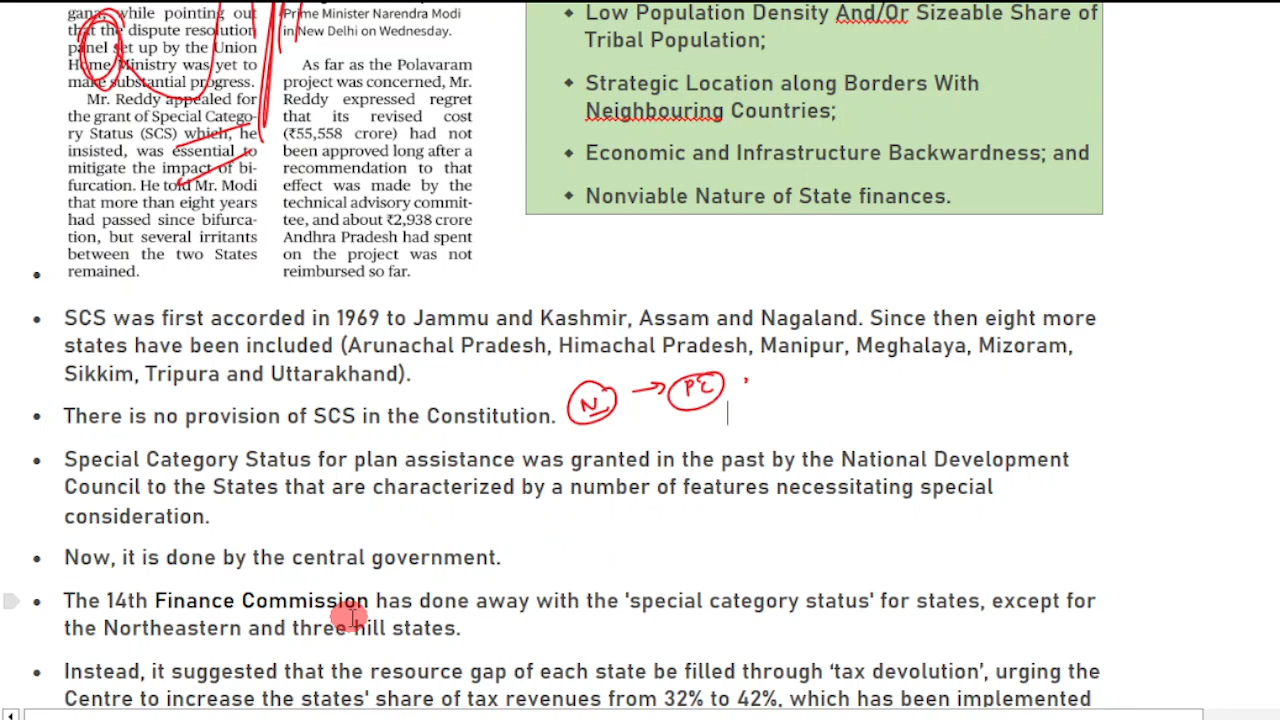 gana, while pointing out
that the dispute resolution
panel set up by the Union
Home Ministry was yet to
make substantial progress.
Mr. Reddy appealed for
the grant of Special Catego-
ry Status (SCS) which, he
insisted, was essential to
mitigate the impact of bi-
furcation. He told Mr. Modi
that more than eight years
had passed since bifurca-
tion, but several irritants
between the two States
remained.
Prime Minister Narendra Modi
in New Delhi on Wednesday.
As far as the Polavaram
project was concerned, Mr.
Reddy expressed regret
that its revised cost
(₹55,558 crore) had not
been approved long after a
recommendation to that
effect was made by the
technical advisory commit-
tee, and about ₹2,938 crore
Andhra Pradesh had spent
on the project was not
reimbursed so far.
Low Population Density And/Or Sizeable Share of
Tribal Population;
Strategic Location along Borders With
Neighbouring Countries;
Economic and Infrastructure Backwardness; and
Nonviable Nature of State finances.
SCS was first accorded in 1969 to Jammu and Kashmir, Assam and Nagaland. Since then eight more
states have been included (Arunachal Pradesh, Himachal Pradesh, Manipur, Meghalaya, Mizoram,
Sikkim, Tripura and Uttarakhand).
There is no provision of SCS in the Constitution.
N → PE
Special Category Status for plan assistance was granted in the past by the National Development
Council to the States that are characterized by a number of features necessitating special
consideration.
Now, it is done by the central government.
The 14th Finance Commission has done away with the 'special category status' for states, except for
the Northeastern and three hill states.
Instead, it suggested that the resource gap of each state be filled through ‘tax devolution’, urging the
Centre to increase the states' share of tax revenues from 32% to 42%, which has been implemented